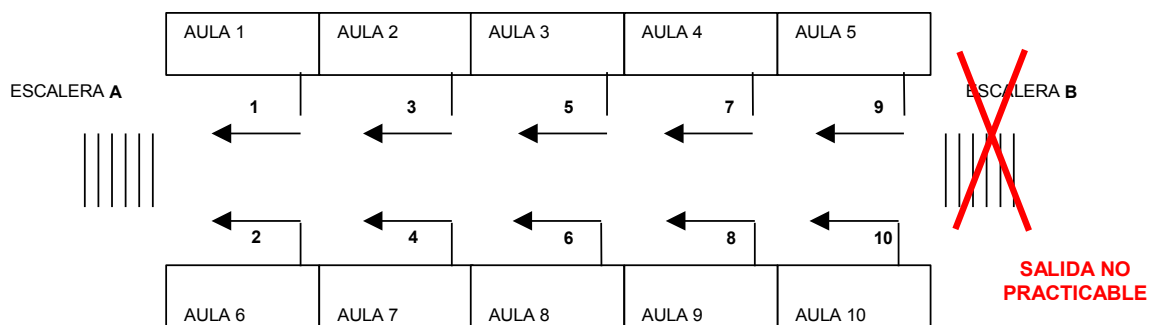 AULA 1
AULA 2
AULA 3
AULA 4
AULA 5
ESCALERA A
ESCALERA B
1
3
5
7
9
2
4
6
8
10
SALIDA NO
PRACTICABLE
AULA 6
AULA 7
AULA 8
AULA 9
AULA 10